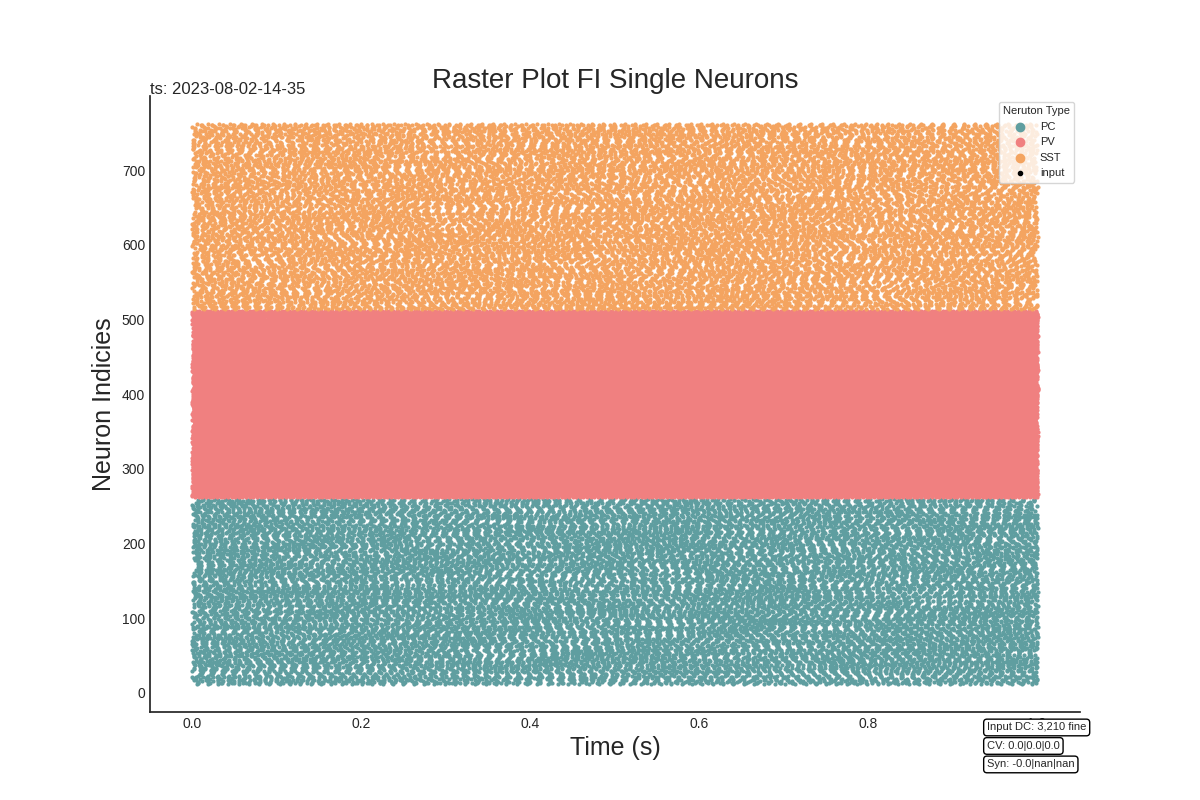 Raster Plot FI Single Neurons
ts: 2023-08-02-14-35
Neruton Type
PC
PV
SST
input
Neuron Indicies
700
600
500
400
300
200
100
0
0.0 0.2 0.4 0.6 0.8
Time (s)
Input DC: 3,210 fine
CV: 0.0|0.0|0.0
Syn: -0.0|nan|nan